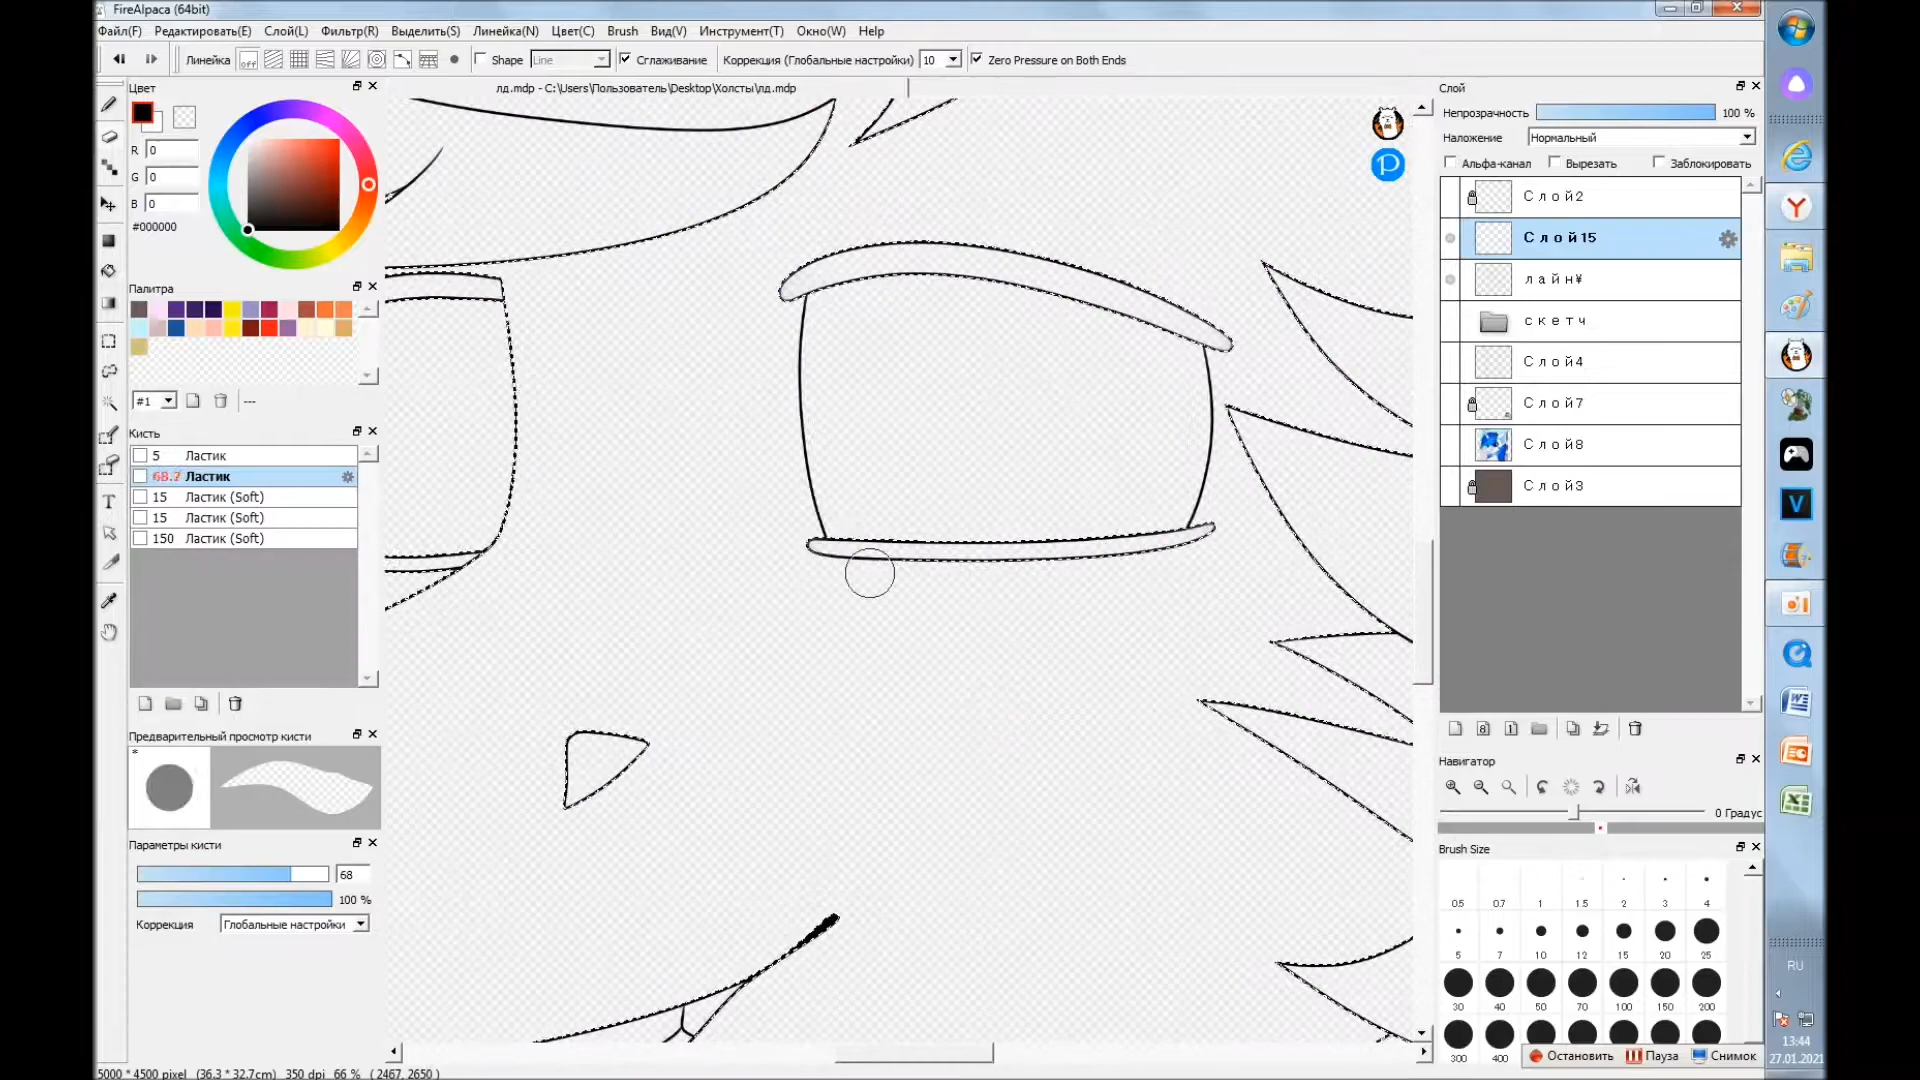 FireAlpaca (64bit)
Файл(F) Редактировать(E) Слой(L) Фильтр(R) Выделить(S) Линейка(N) Цвет(C) Brush Вид(V) Инструмент(T) Окно(W) Help
Линейка off Shape Line Сглаживание Коррекция (Глобальные настройки) 10 Zero Pressure on Both Ends
лд.mdp - C:\Users\Пользователь\Desktop\Холсты\лд.mdp
Цвет
R 0
G 0
B 0
#000000
Палитра
#1 ---
Кисть
5 Ластик
68.7 Ластик
15 Ластик (Soft)
15 Ластик (Soft)
150 Ластик (Soft)
Предварительный просмотр кисти
*
Параметры кисти
68
100 %
Коррекция Глобальные настройки
5000 * 4500 pixel (36.3 * 32.7cm) 350 dpi 66 % ( 2467, 2650 )
Слой
Непрозрачность 100 %
Наложение Нормальный
Альфа-канал Вырезать Заблокировать
Слой2
Слой15
лайн¥
скетч
Слой4
Слой7
Слой8
Слой3
8 1
Навигатор
0 Градус
Brush Size
0.5 0.7 1 1.5 2 3 4
5 7 10 12 15 20 25
30 40 50 70 100 150 200
300 400
Остановить Пауза Снимок
RU
13:44
27.01.2021